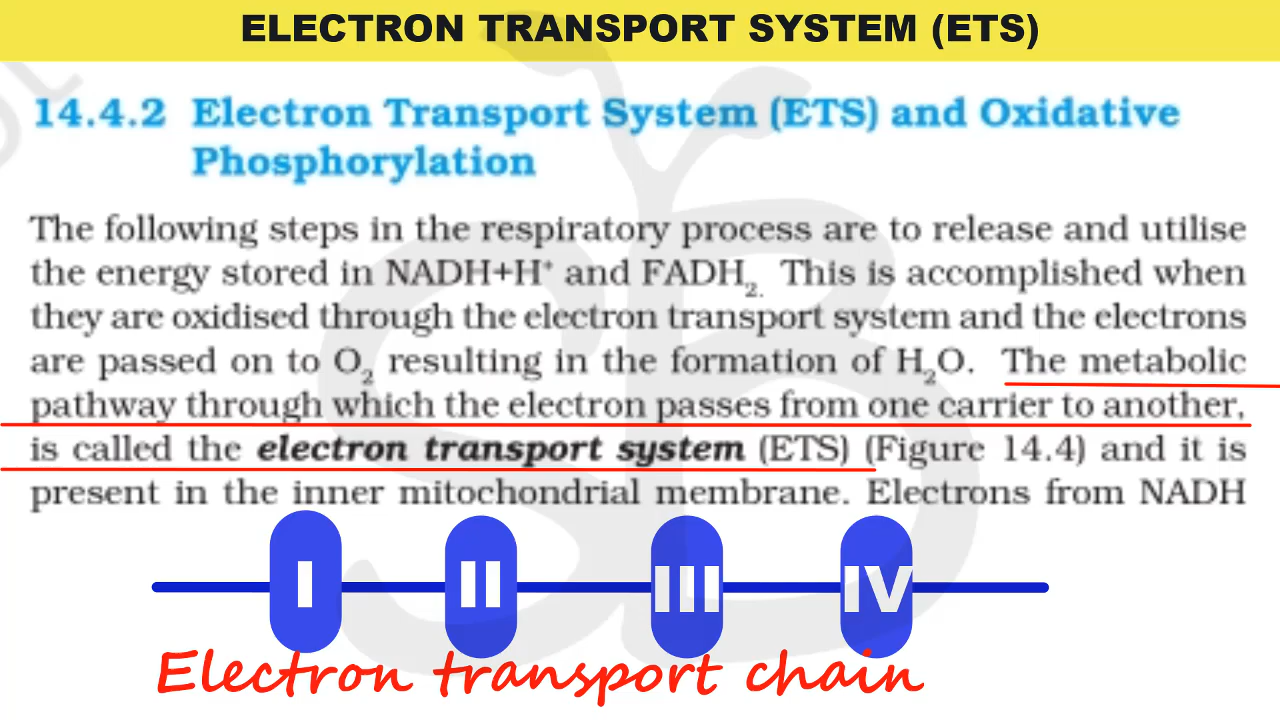 ELECTRON TRANSPORT SYSTEM (ETS)
14.4.2 Electron Transport System (ETS) and Oxidative
Phosphorylation
The following steps in the respiratory process are to release and utilise
the energy stored in NADH+H⁺ and FADH₂. This is accomplished when
they are oxidised through the electron transport system and the electrons
are passed on to O₂ resulting in the formation of H₂O. The metabolic
pathway through which the electron passes from one carrier to another,
is called the electron transport system (ETS) (Figure 14.4) and it is
present in the inner mitochondrial membrane. Electrons from NADH
I II III IV
Electron transport chain